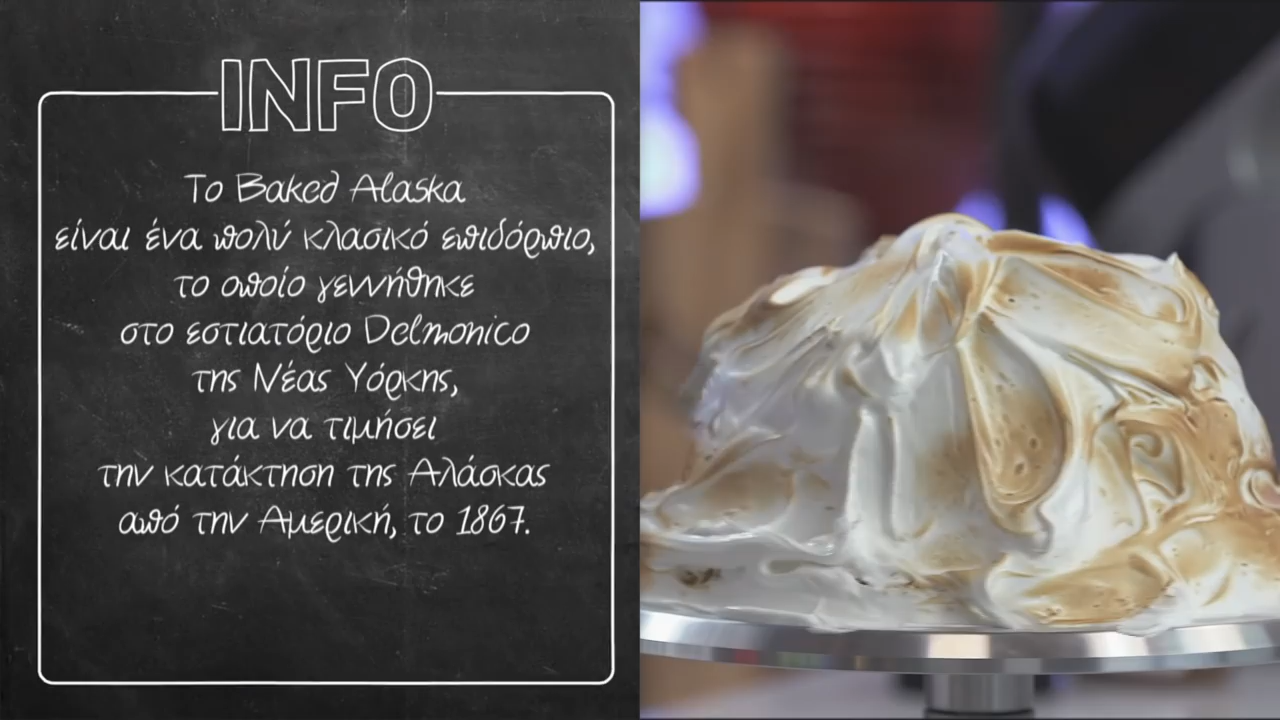 INFO
Το Baked Alaska
είναι ένα πολύ κλασικό επιδόρπιο,
το οποίο γεννήθηκε
στο εστιατόριο Delmonico
της Νέας Υόρκης,
για να τιμήσει
την κατάκτηση της Αλάσκας
από την Αμερική, το 1867.